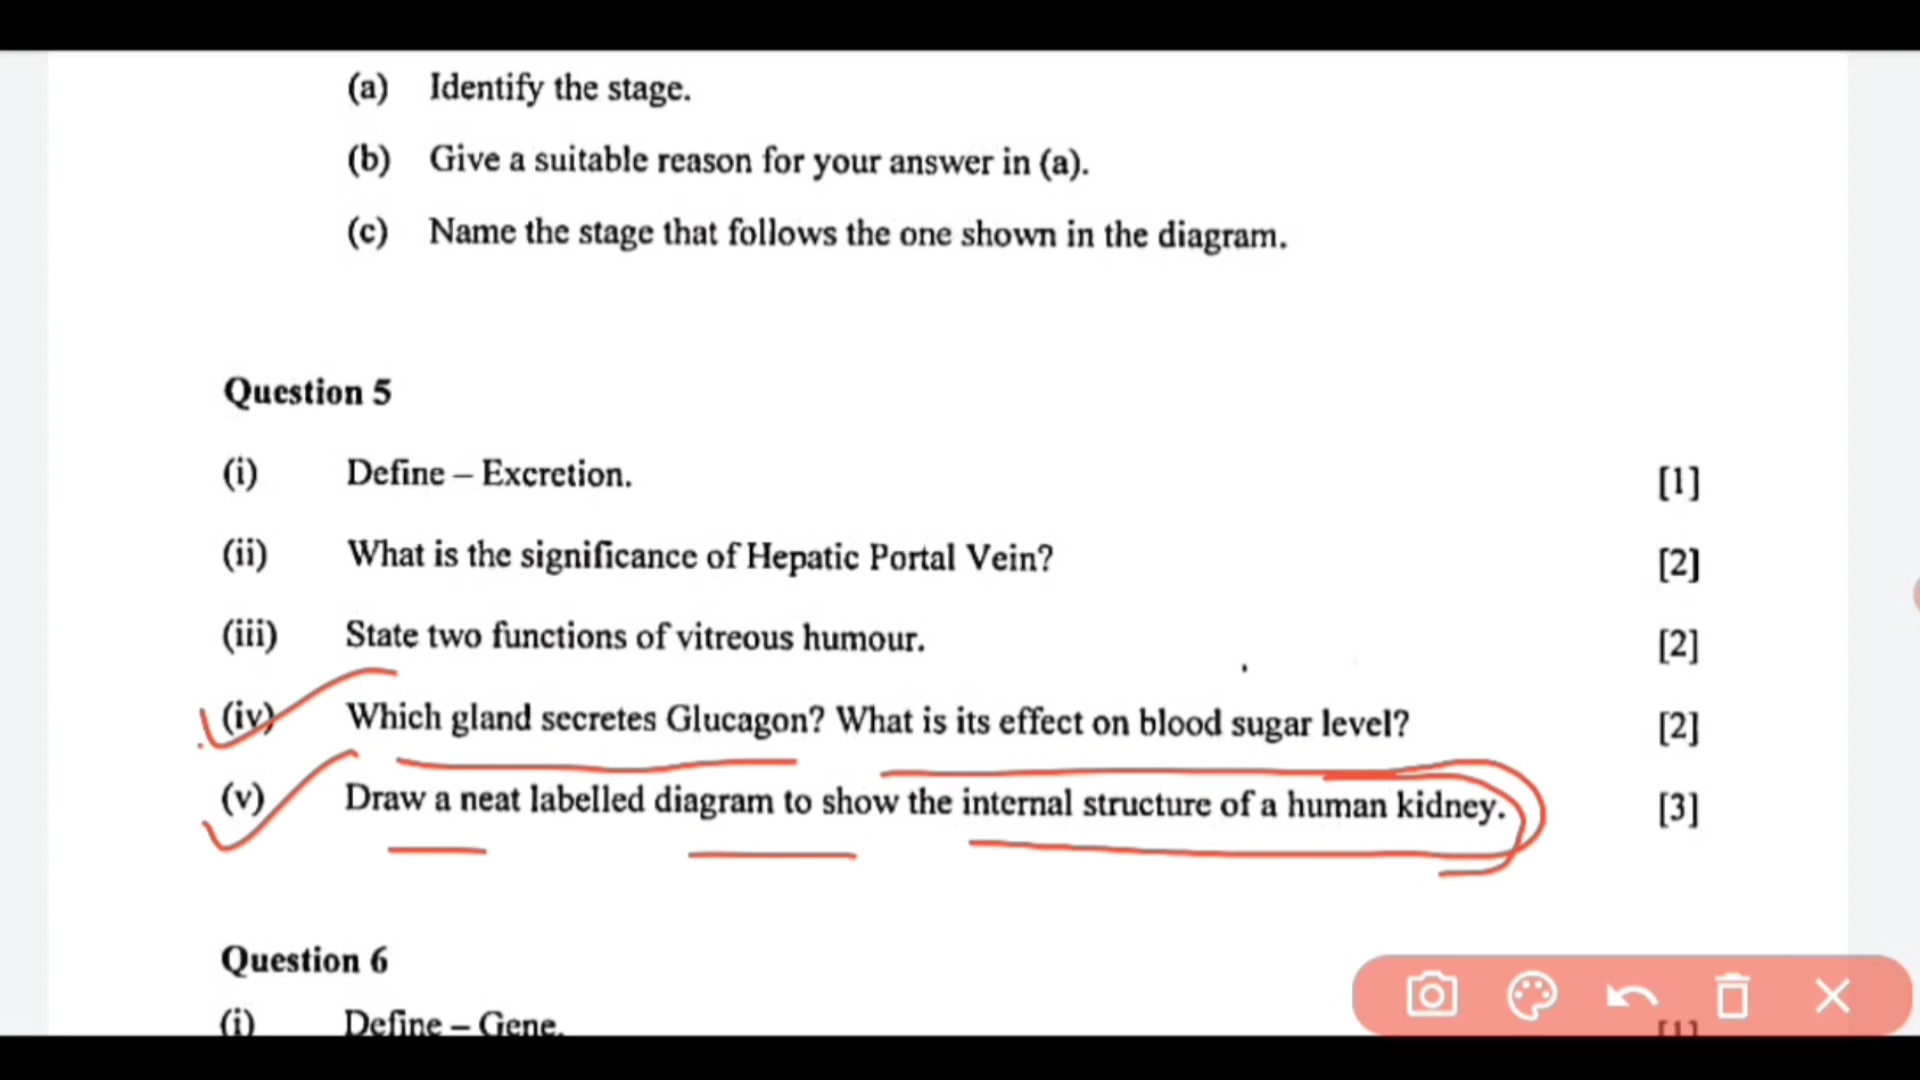 (a) Identify the stage.
(b) Give a suitable reason for your answer in (a).
(c) Name the stage that follows the one shown in the diagram.
Question 5
(i) Define – Excretion. [1]
(ii) What is the significance of Hepatic Portal Vein? [2]
(iii) State two functions of vitreous humour. [2]
(iv) Which gland secretes Glucagon? What is its effect on blood sugar level? [2]
(v) Draw a neat labelled diagram to show the internal structure of a human kidney. [3]
Question 6
(i) Define – Gene. [1]